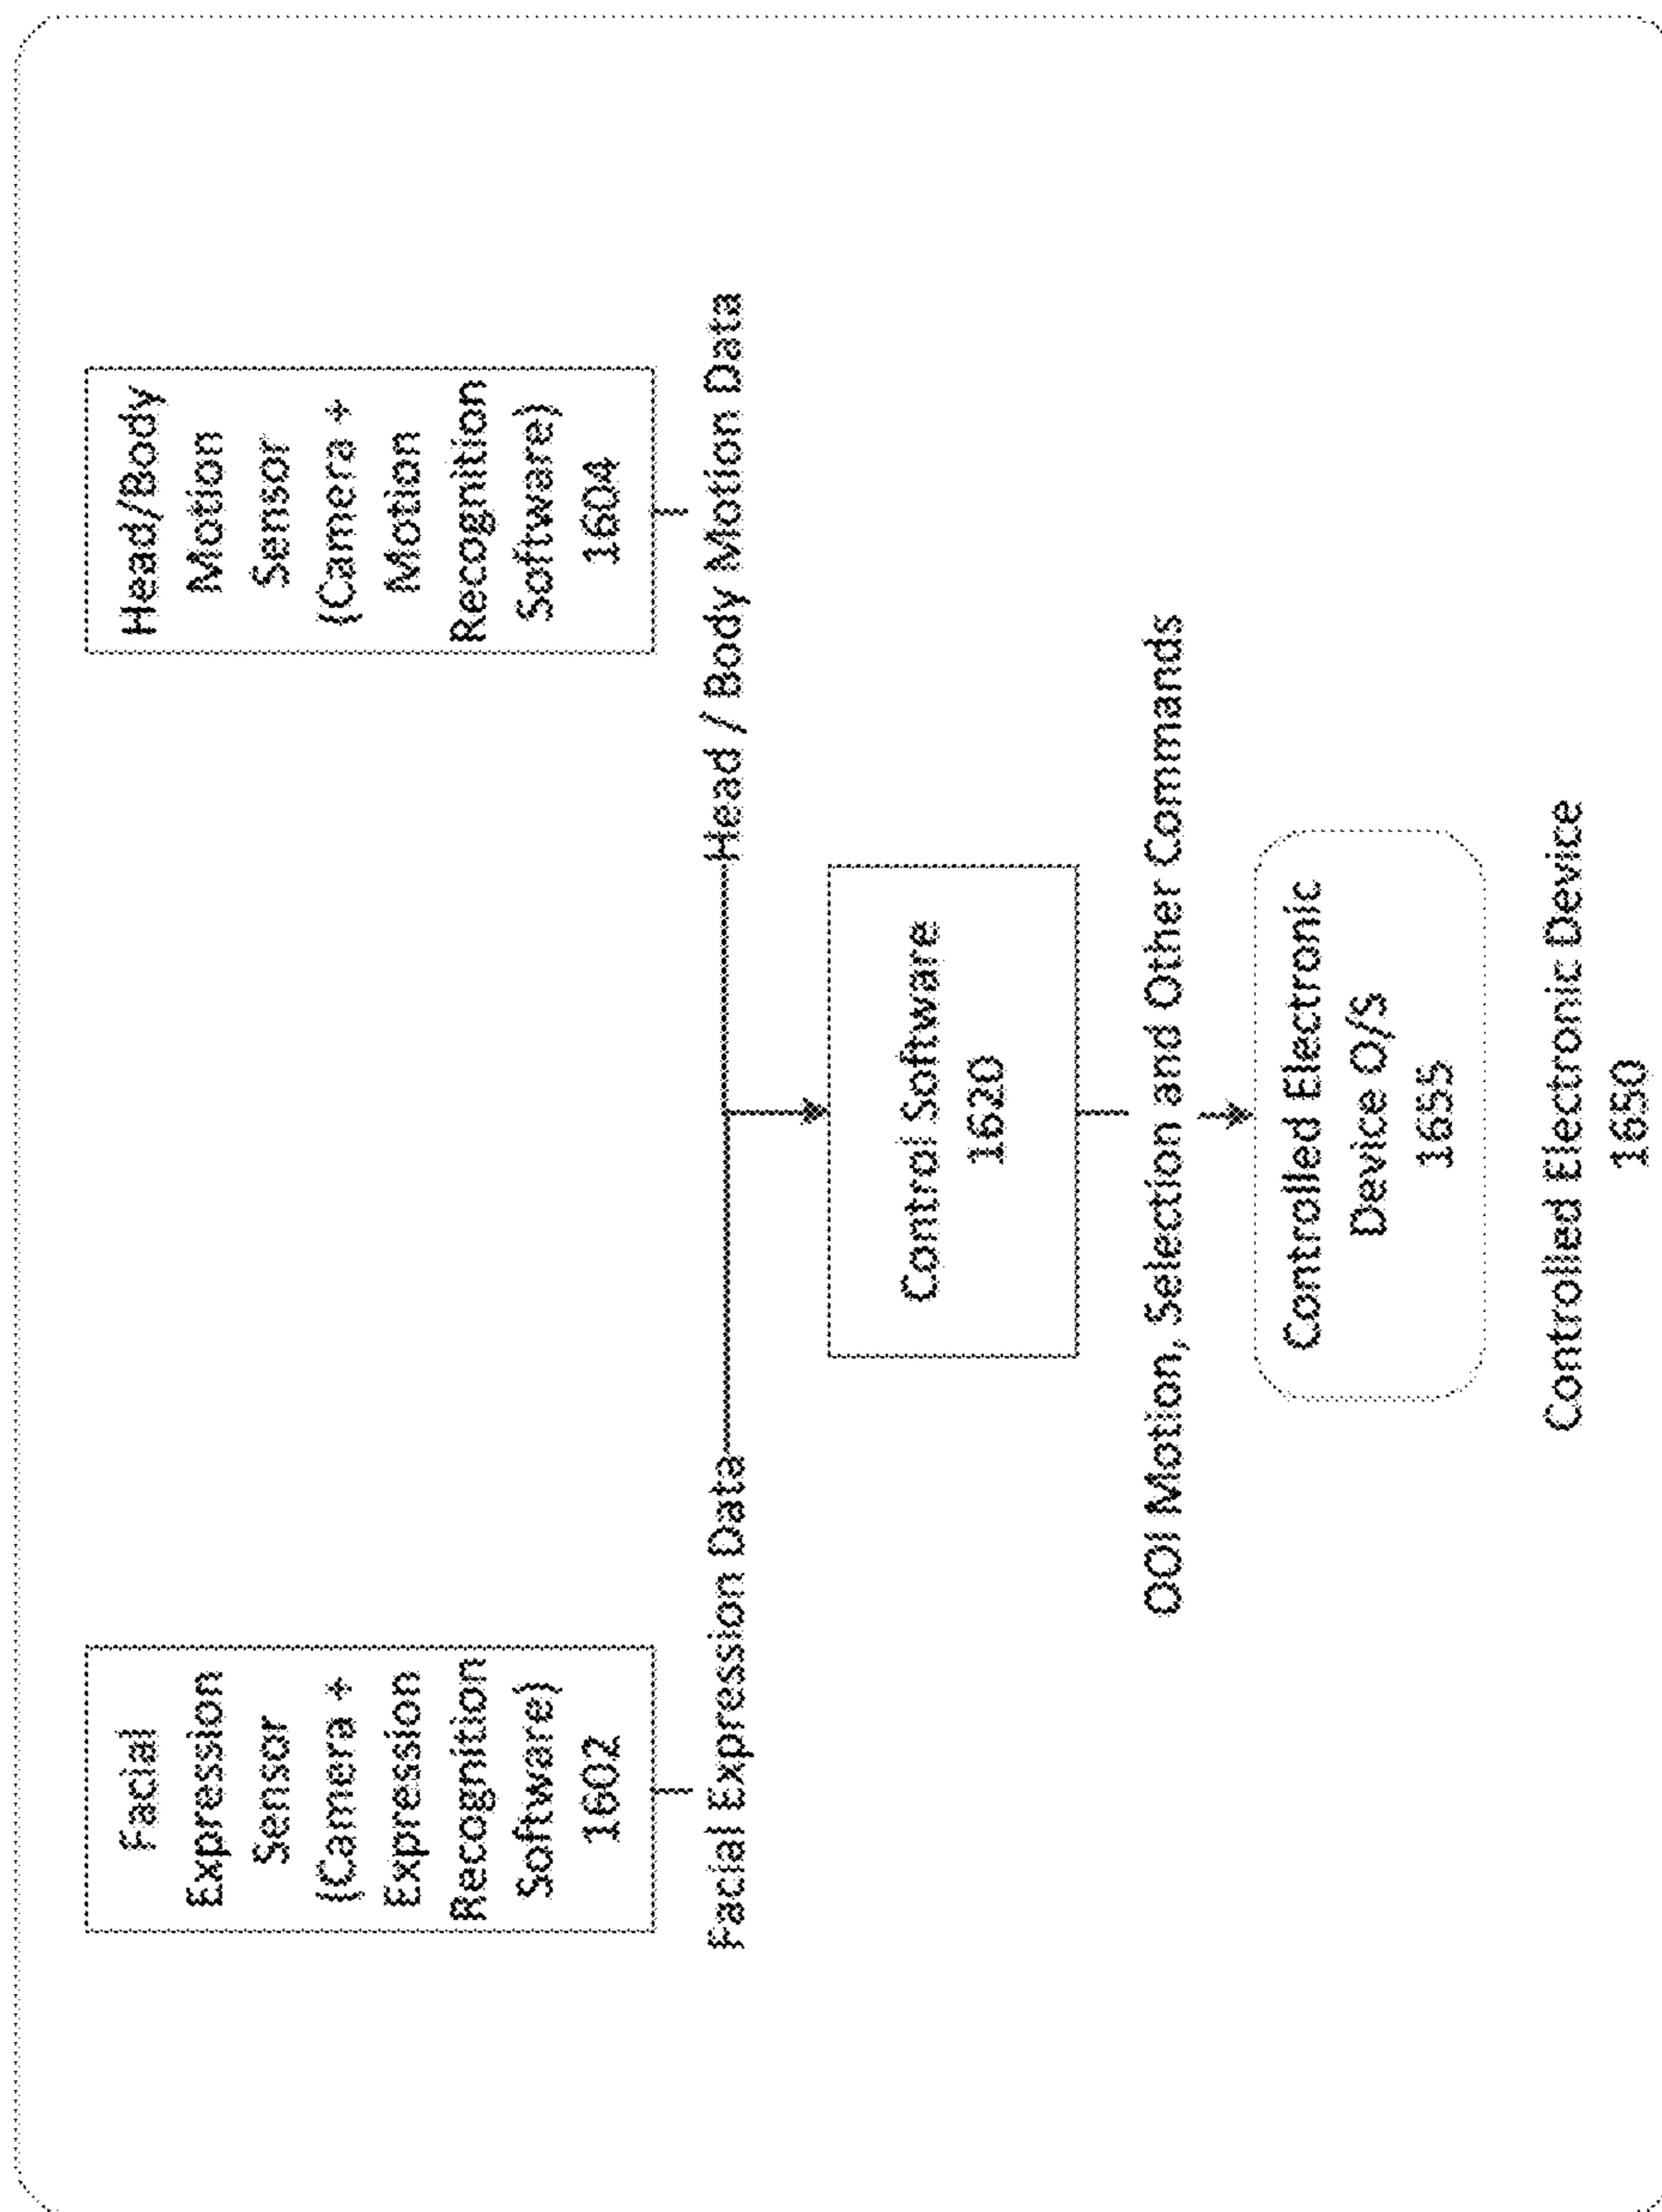 Facial
Expression
Sensor
(Camera +
Expression
Recognition
Software)
1602
Head/Body
Motion
Sensor
(Camera +
Motion
Recognition
Software)
1604
Facial Expression Data
Head / Body Motion Data
Control Software
1620
OOI Motion, Selection and Other Commands
Controlled Electronic
Device O/S
1655
Controlled Electronic Device
1650